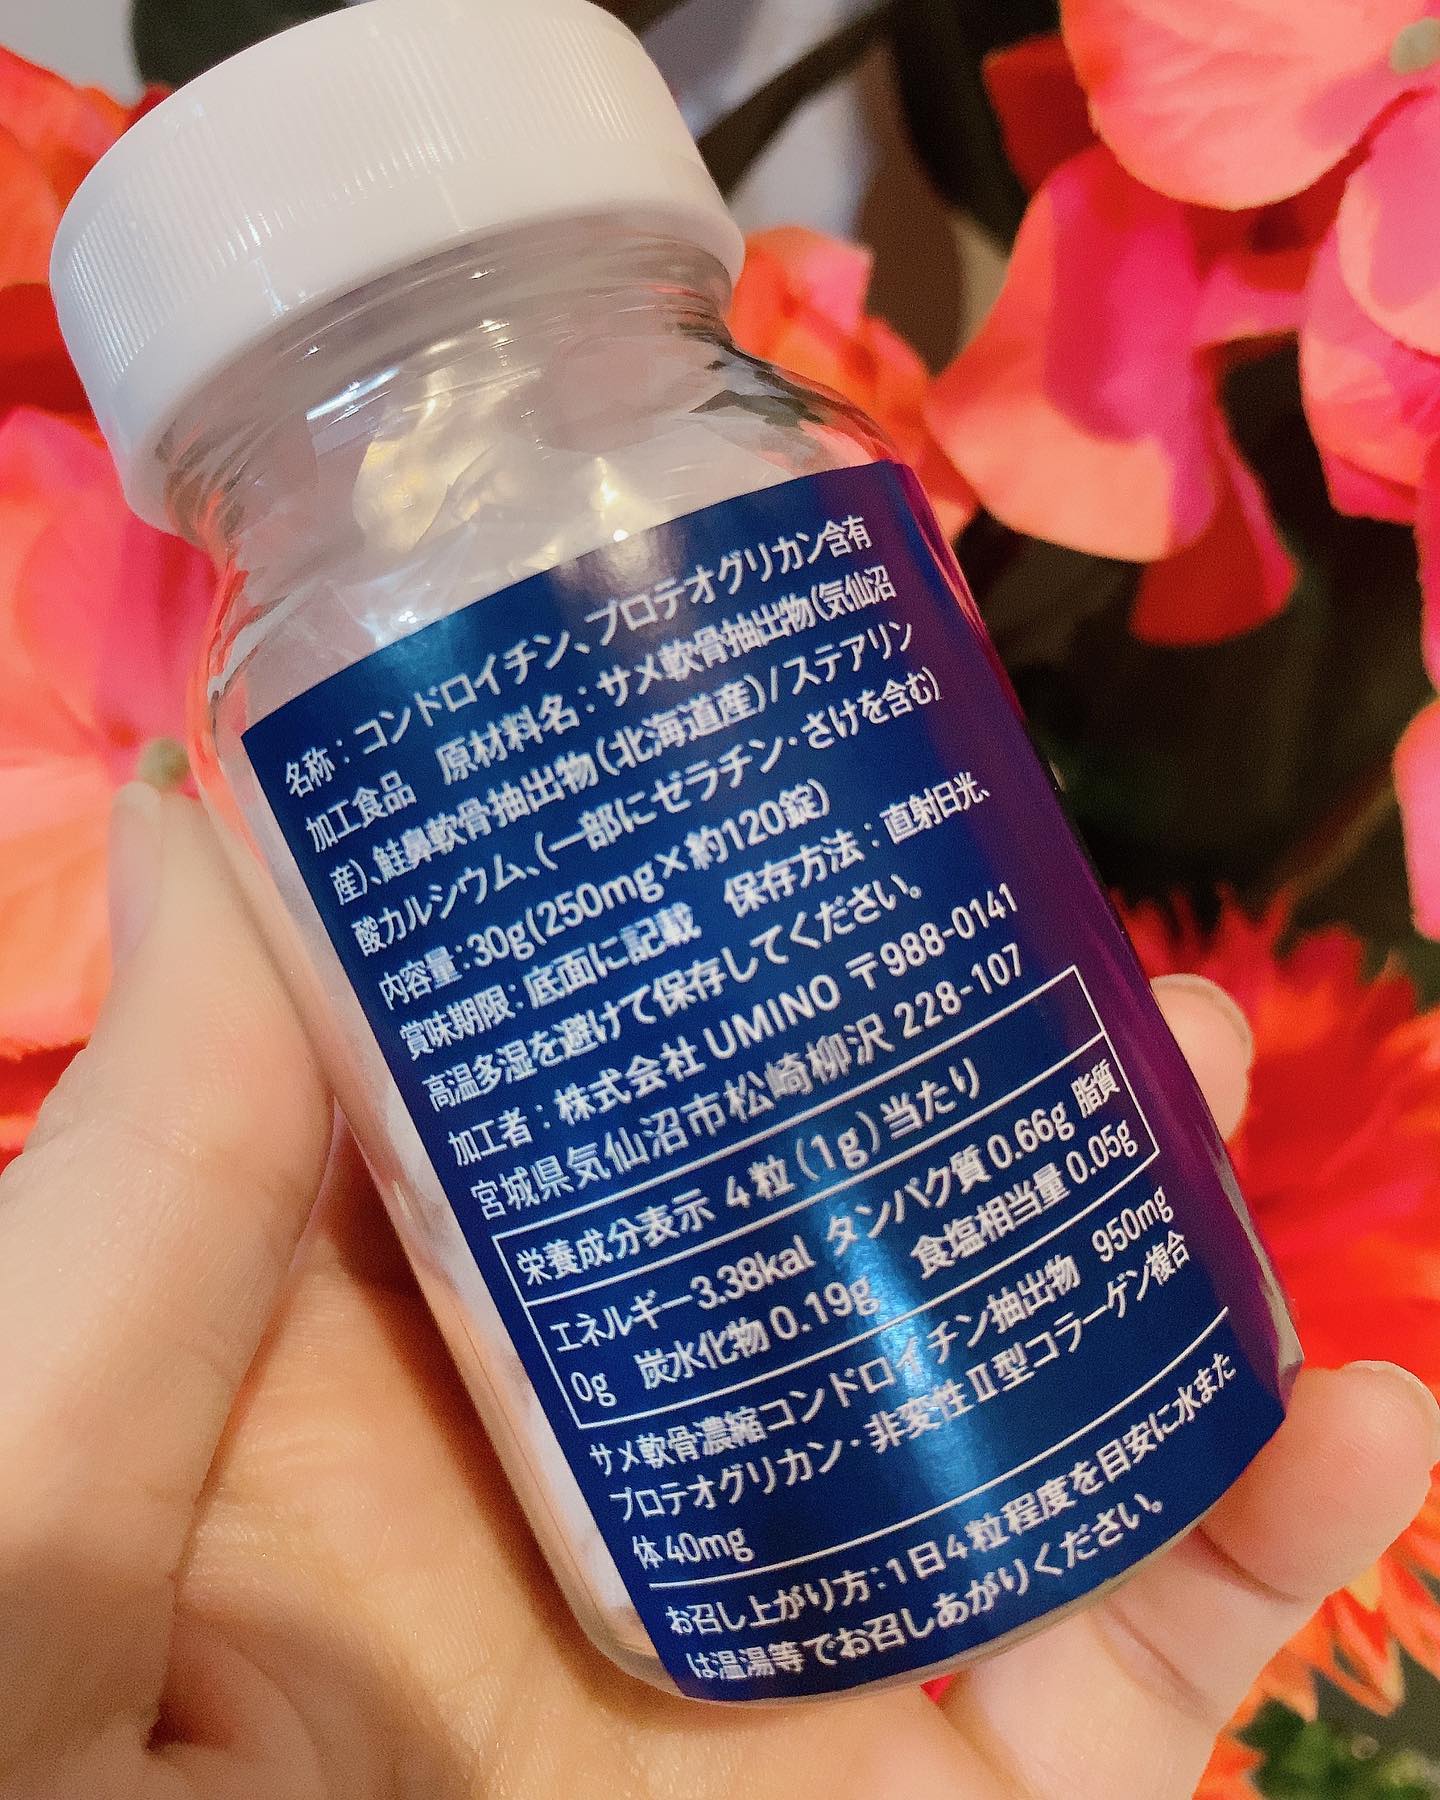 名称：コンドロイチン、プロテオグリカン含有
加工食品　原材料名：サメ軟骨抽出物（気仙沼
産）、鮭鼻軟骨抽出物（北海道産）/ステアリン
酸カルシウム、（一部にゼラチン・さけを含む）
内容量：30g（250mg×約120錠）
賞味期限：底面に記載　保存方法：直射日光、
高温多湿を避けて保存してください。
加工者：株式会社 UMINO 〒988-0141
宮城県気仙沼市松崎柳沢 228-107
栄養成分表示 4粒（1g）当たり
エネルギー3.38kal タンパク質 0.66g 脂質
0g　炭水化物 0.19g　食塩相当量 0.05g
サメ軟骨濃縮コンドロイチン抽出物　950mg
プロテオグリカン・非変性Ⅱ型コラーゲン複合
体 40mg
お召し上がり方：1日4粒程度を目安に水また
は温湯等でお召しあがりください。